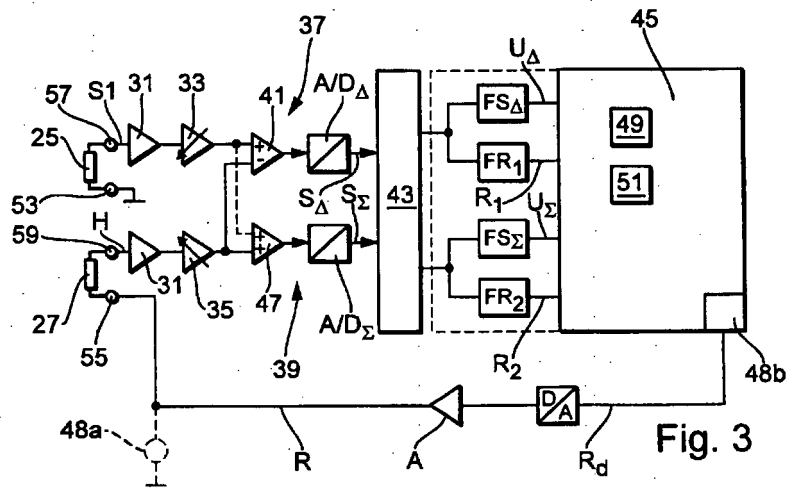 37
45
57 S1 31 33 41 A/DΔ UΔ
FSΔ
25
49
FR1
51
53
SΔ SΣ
43
R1
UΣ
59 H
FSΣ
27
31 35 47
FR2
55
A/DΣ
39
R2
48b
D
A
48a
R A Rd
Fig. 3